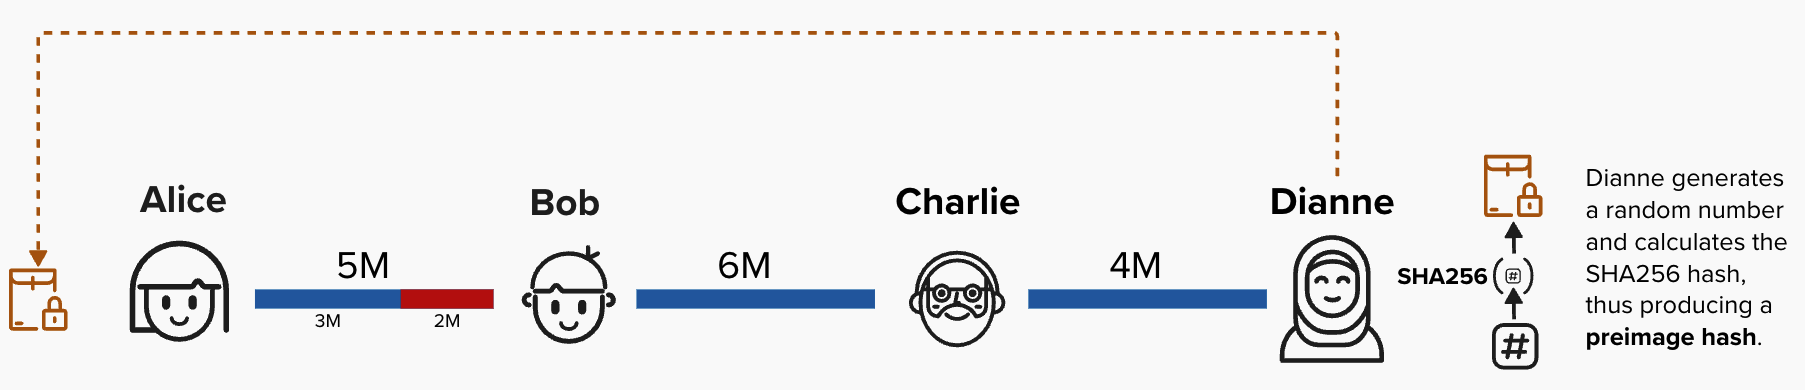 Alice
Bob
Charlie
Dianne
5M
3M
2M
6M
4M
SHA256
(#)
#
Dianne generates
a random number
and calculates the
SHA256 hash,
thus producing a
preimage hash.